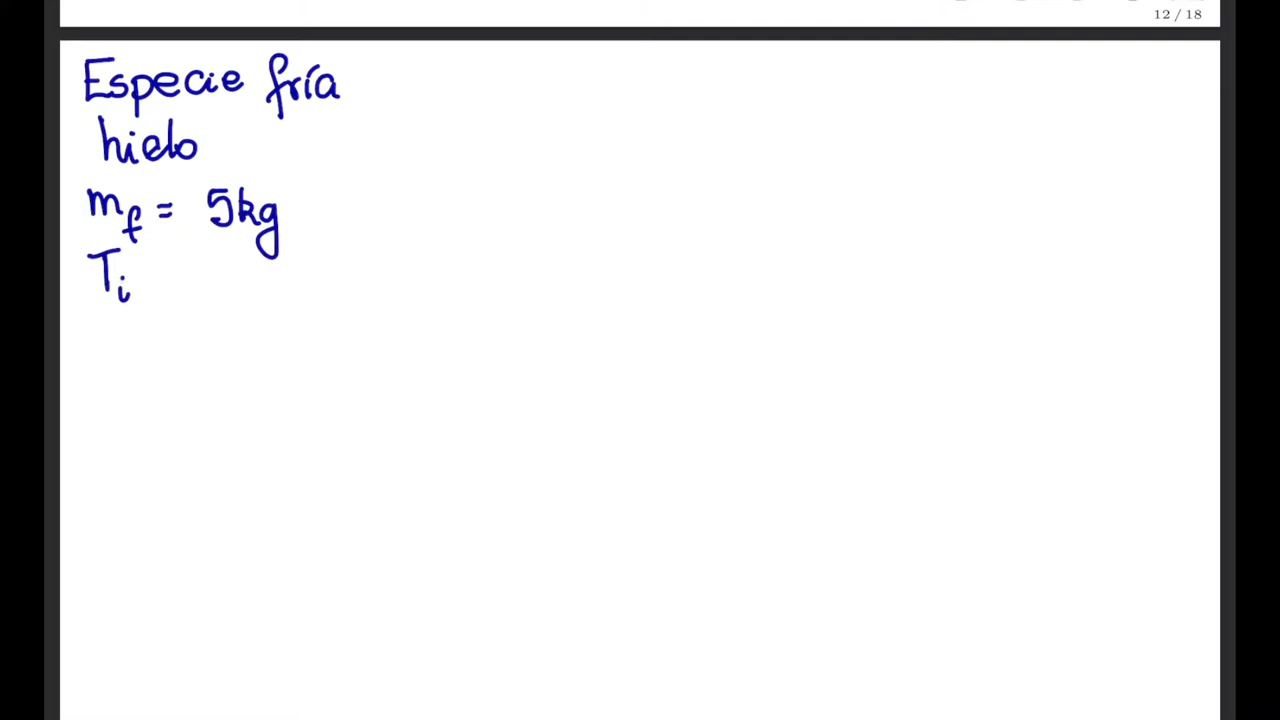 12 / 18
Especie fría
hielo
m_f = 5kg
T_i